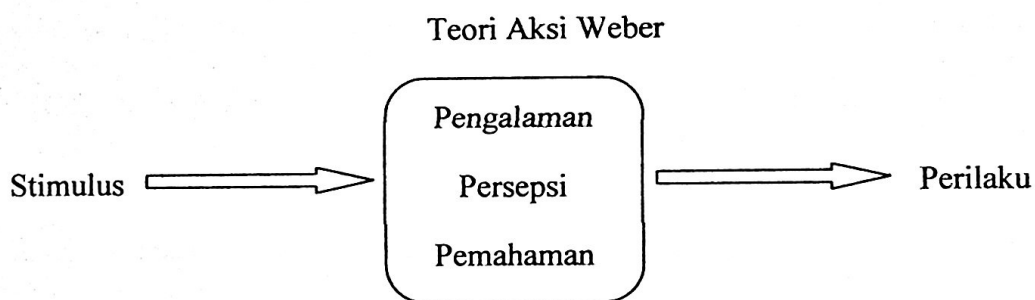 Teori Aksi Weber
Pengalaman
Stimulus Persepsi Perilaku
Pemahaman